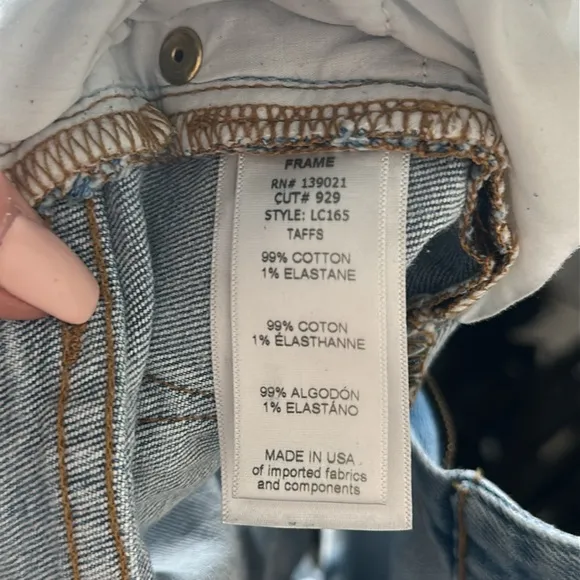 FRAME
RN# 139021
CUT# 929
STYLE: LC165
TAFFS
99% COTTON
1% ELASTANE
99% COTON
1% ÉLASTHANNE
99% ALGODÓN
1% ELASTÁNO
MADE IN USA
of imported fabrics
and components